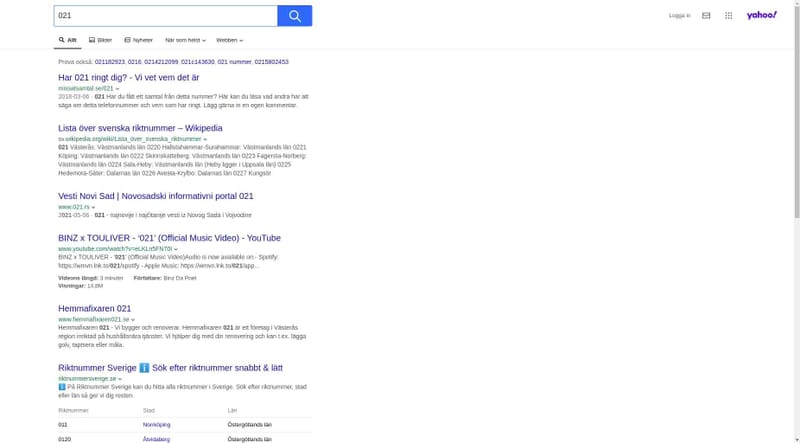 021
Logga in
yahoo!
Allt
Bilder
Nyheter
När som helst
Webben
Prova också: 021182923, 0216, 0214212099, 021c143630, 021 nummer, 0215802453
Har 021 ringt dig? - Vi vet vem det är
missatsamtal.se/021
2018-03-06 · 021 Har du fått ett samtal från detta nummer? Här kan du läsa vad andra har att
säga om detta telefonnummer och vem som har ringt. Lägg gärna in en egen kommentar.
Lista över svenska riktnummer – Wikipedia
sv.wikipedia.org/wiki/Lista_över_svenska_riktnummer
021 Västerås: Västmanlands län 0220 Hallstahammar-Surahammar: Västmanlands län 0221
Köping: Västmanlands län 0222 Skinnskatteberg: Västmanlands län 0223 Fagersta-Norberg:
Västmanlands län 0224 Sala-Heby: Västmanlands län (Heby ligger i Uppsala län) 0225
Hedemora-Säter: Dalarnas län 0226 Avesta-Krylbo: Dalarnas län 0227 Kungsör
Vesti Novi Sad | Novosadski informativni portal 021
www.021.rs
2021-05-06 · 021 - najnovije i najčitanije vesti iz Novog Sada i Vojvodine
BINZ x TOULIVER - ‘021’ (Official Music Video) - YouTube
www.youtube.com/watch?v=eLKLn5FN70I
BINZ x TOULIVER - ‘021’ (Official Music Video)Audio is now available on:- Spotify:
https://wmvn.lnk.to/021/spotify - Apple Music: https://wmvn.lnk.to/021/app...
Videons längd: 3 minuter Författare: Binz Da Poet
Visningar: 14.8M
Hemmafixaren 021
www.hemmafixaren021.se
Hemmafixaren 021 - Vi bygger och renoverar. Hemmafixaren 021 är ett företag i Västerås
region inriktad på hushållsnära tjänster. Vi hjälper dig med din renovering och kan t.ex. lägga
golv, tapetsera eller måla.
Riktnummer Sverige ℹ️ Sök efter riktnummer snabbt & lätt
riktnummersverige.se
ℹ️ På Riktnummer Sverige kan du hitta alla riktnummer i Sverige. Sök efter riktnummer, stad
eller län så ger vi dig resten.
Riktnummer Stad Län
011 Norrköping Östergötlands län
0120 Åtvidaberg Östergötlands län